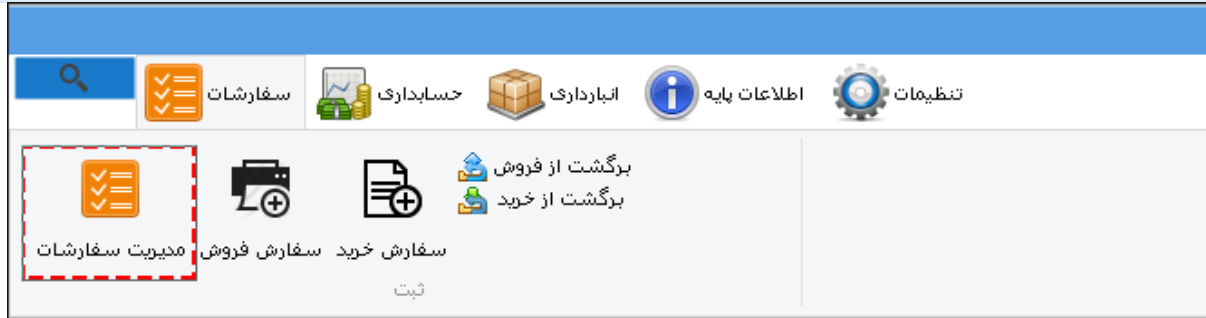 تنظیمات
اطلاعات پایه
انبارداری
حسابداری
سفارشات
برگشت از فروش
برگشت از خرید
سفارش خرید
سفارش فروش
مدیریت سفارشات
ثبت